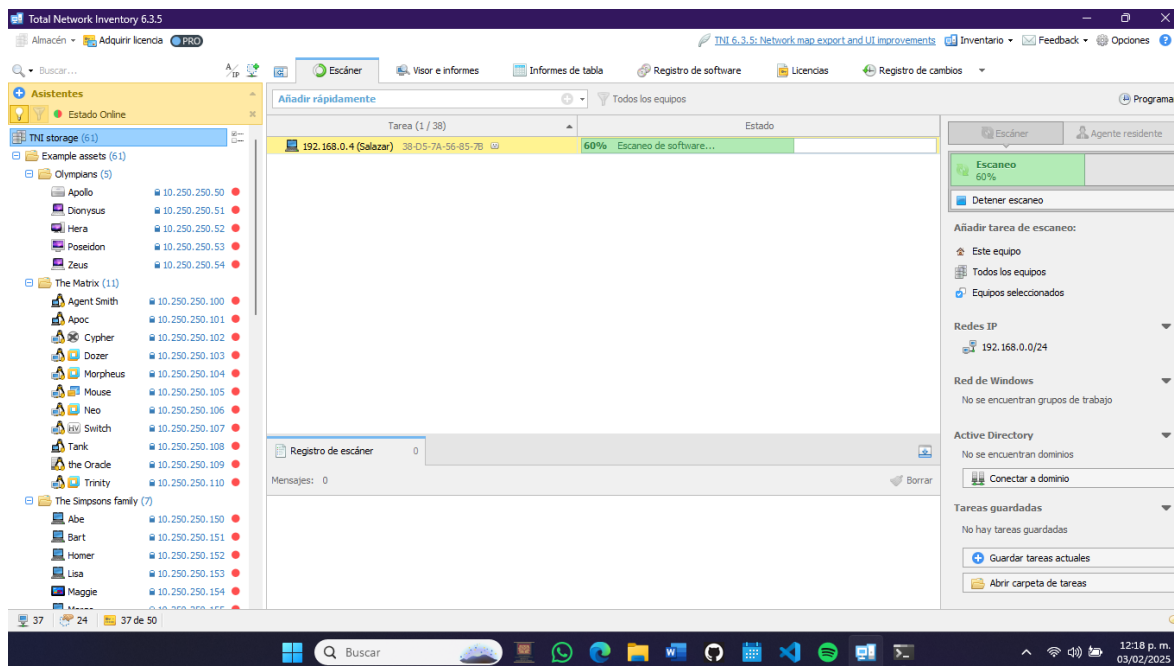 Total Network Inventory 6.3.5
Almacén Adquirir licencia PRO TNI 6.3.5: Network map export and UI improvements Inventario Feedback Opciones
Buscar... A/IP Escáner Visor e informes Informes de tabla Registro de software Licencias Registro de cambios
Asistentes
Estado Online
TNI storage (61)
Example assets (61)
Olympians (5)
Apollo 10.250.250.50
Dionysus 10.250.250.51
Hera 10.250.250.52
Poseidon 10.250.250.53
Zeus 10.250.250.54
The Matrix (11)
Agent Smith 10.250.250.100
Apoc 10.250.250.101
Cypher 10.250.250.102
Dozer 10.250.250.103
Morpheus 10.250.250.104
Mouse 10.250.250.105
Neo 10.250.250.106
HV Switch 10.250.250.107
Tank 10.250.250.108
the Oracle 10.250.250.109
Trinity 10.250.250.110
The Simpsons family (7)
Abe 10.250.250.150
Bart 10.250.250.151
Homer 10.250.250.152
Lisa 10.250.250.153
Maggie 10.250.250.154
Añadir rápidamente Todos los equipos Programa
Tarea (1 / 38) Estado
192.168.0.4 (Salazar) 38-D5-7A-56-85-7B 60% Escaneo de software...
Registro de escáner 0
Mensajes: 0 Borrar
Escáner Agente residente
Escaneo
60%
Detener escaneo
Añadir tarea de escaneo:
Este equipo
Todos los equipos
Equipos seleccionados
Redes IP
192.168.0.0/24
Red de Windows
No se encuentran grupos de trabajo
Active Directory
No se encuentran dominios
Conectar a dominio
Tareas guardadas
No hay tareas guardadas
Guardar tareas actuales
Abrir carpeta de tareas
37 24 37 de 50
Buscar
12:18 p. m.
03/02/2025